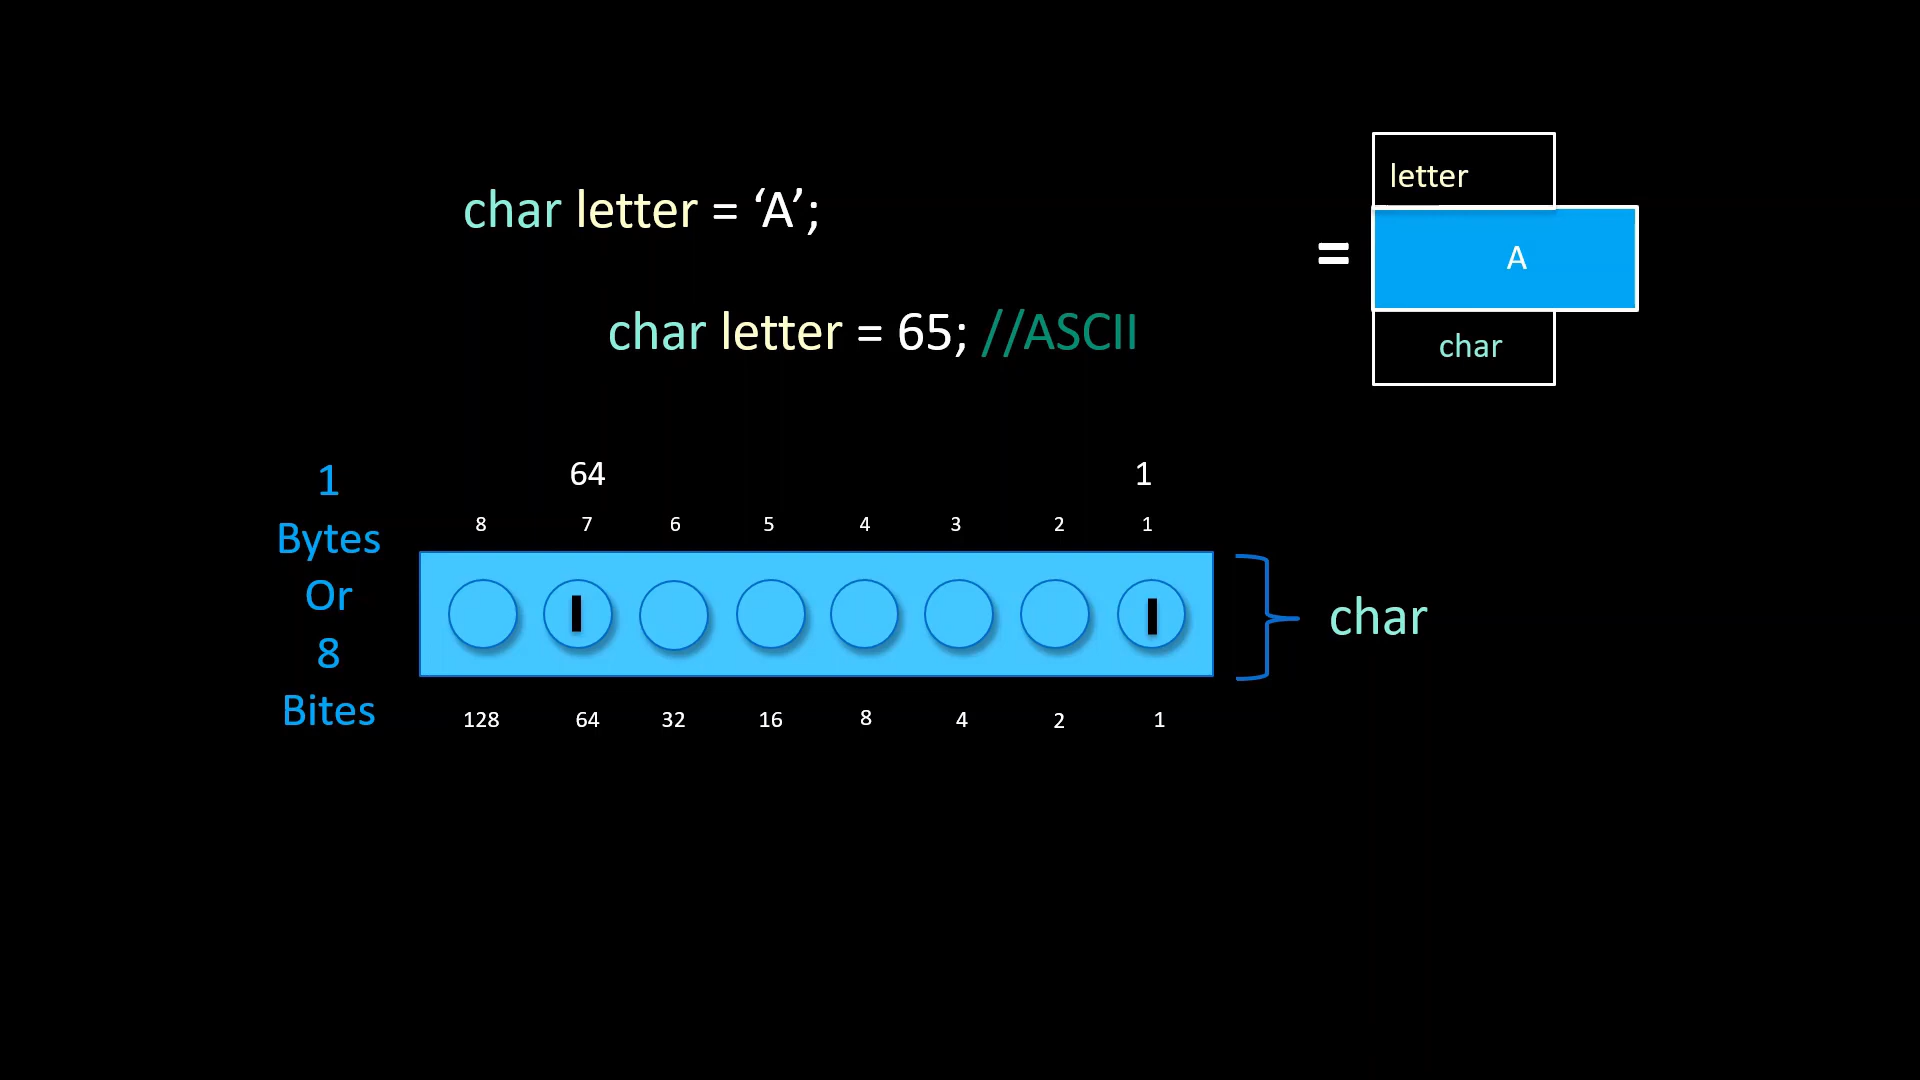 char letter = ‘A’;
char letter = 65; //ASCII
=
letter
A
char
1
Bytes
Or
8
Bites
64 1
8 7 6 5 4 3 2 1
I I
char
128 64 32 16 8 4 2 1